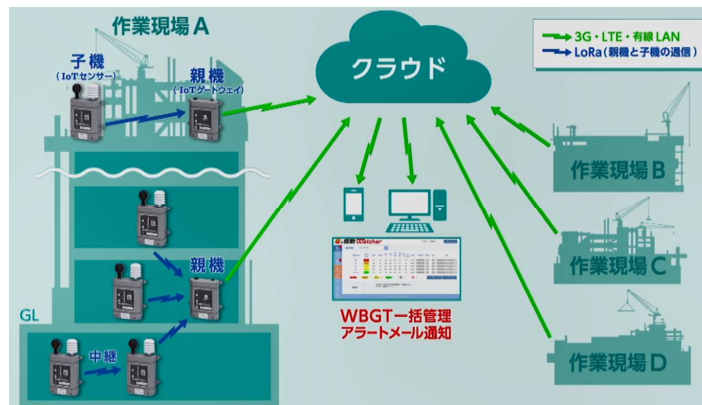 作業現場A
子機
(IoTセンサー)
親機
(IoTゲートウェイ)
クラウド
3G・LTE・有線LAN
LoRa(親機と子機の通信)
作業現場B
親機
Watcher
作業現場C
GL
WBGT一括管理
アラートメール通知
中継
作業現場D